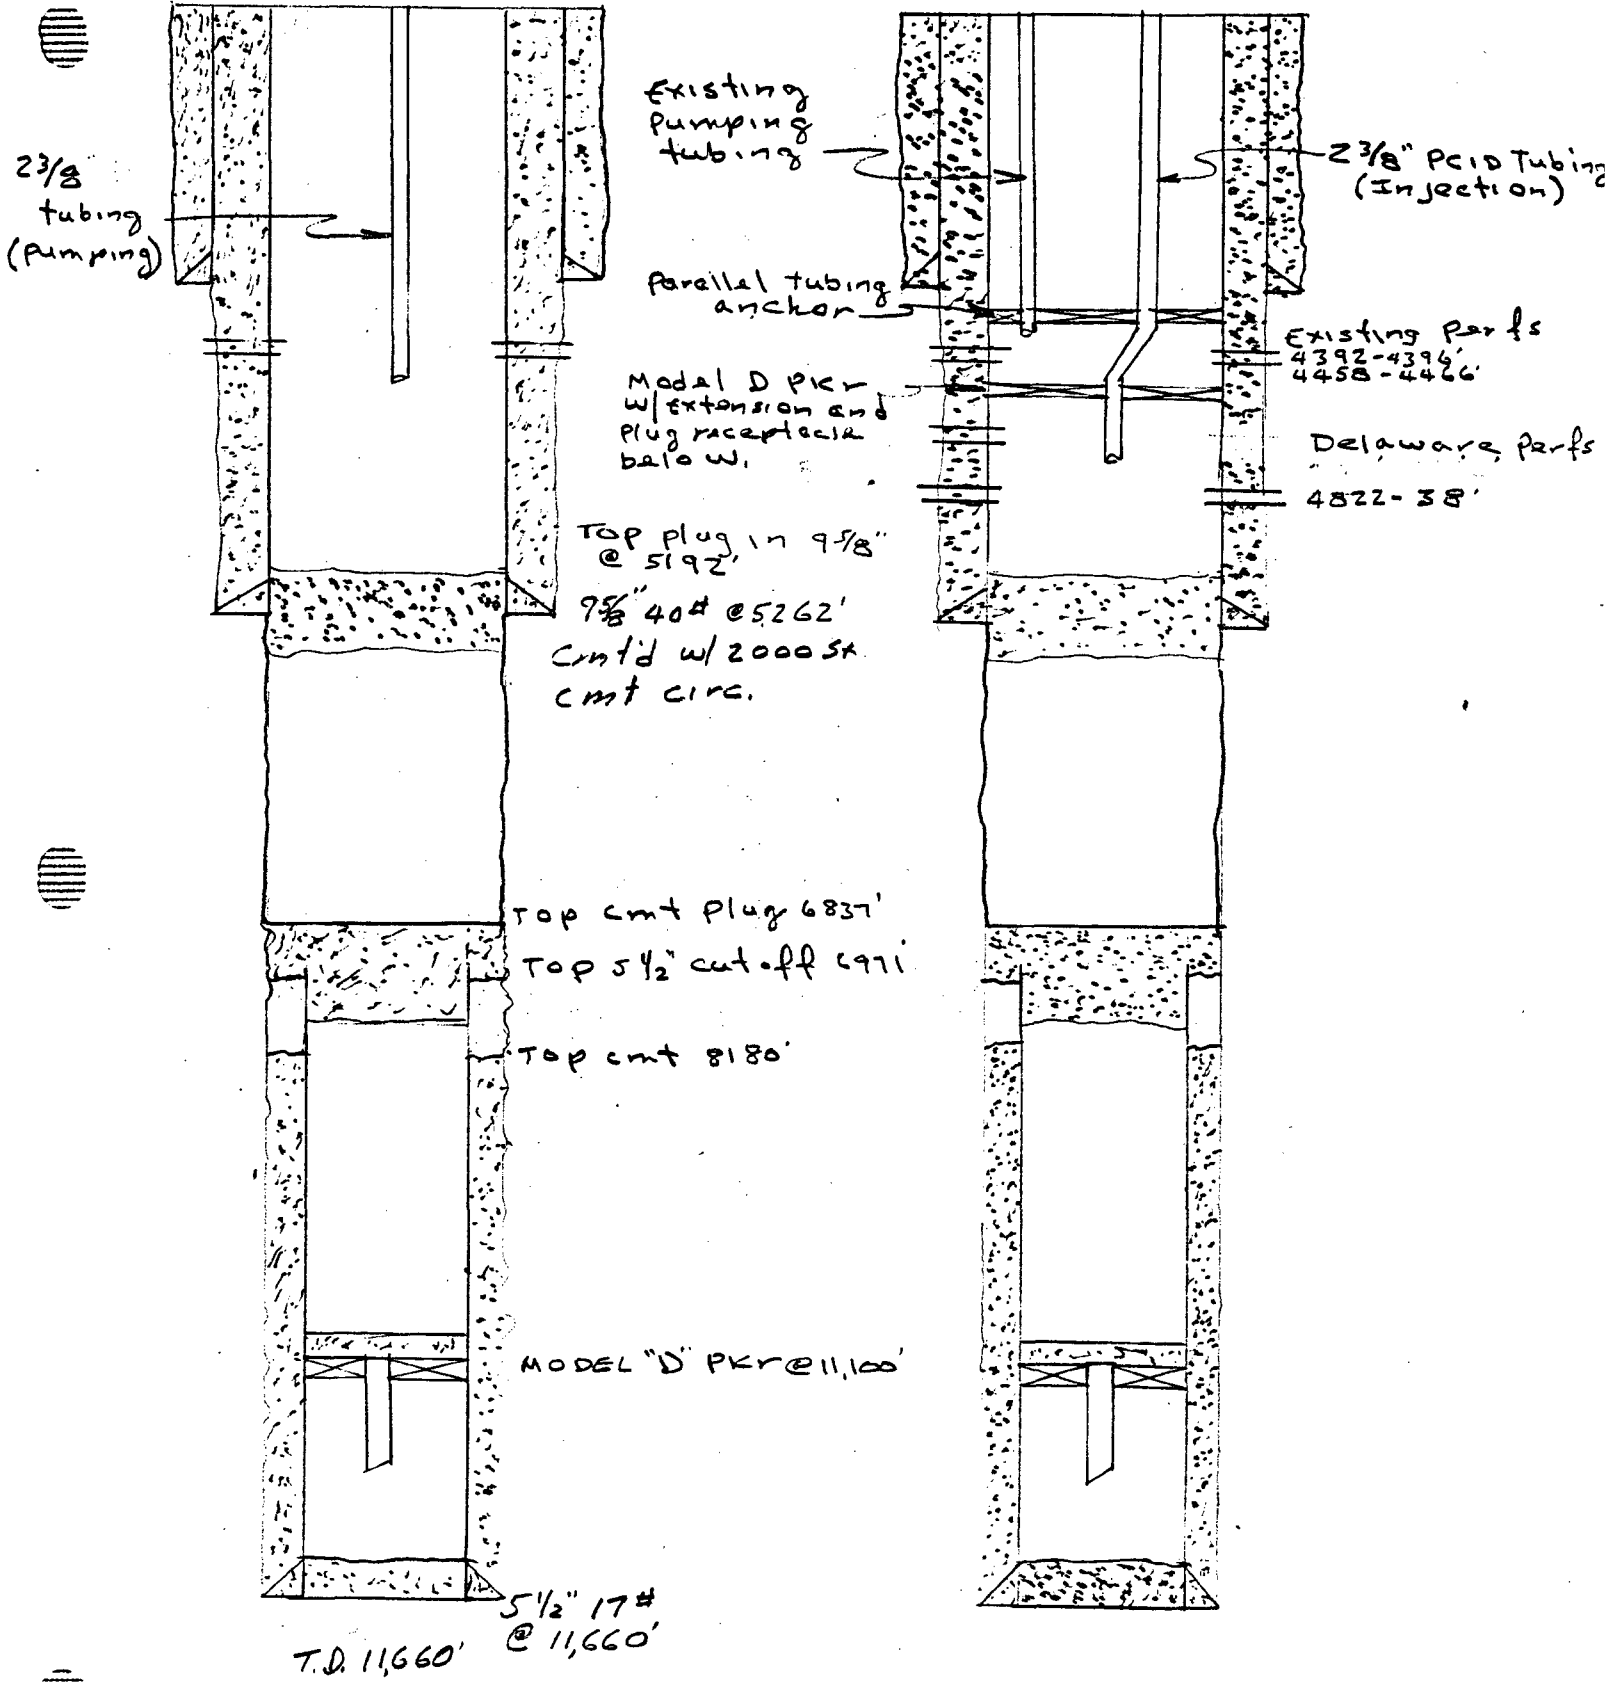 2 3/8
tubing
(Pumping)
Existing
Pumping
tubing
2 3/8" PCID Tubing
(Injection)
Parallel tubing
anchor
Existing Perfs
4392-4396'
4458-4466'
Model D PKr
w/extension and
Plug receptacle
below.
Delaware Perfs
4822-38'
Top plug in 9 5/8"
@ 5192'
9 5/8" 40# @5262'
Cmt'd w/ 2000 sx
cmt circ.
Top cmt plug 6837'
Top 5 1/2" cut off 6971'
Top cmt 8180'
MODEL "D" PKr @ 11,100'
5 1/2" 17#
@ 11,660'
T.D. 11,660'